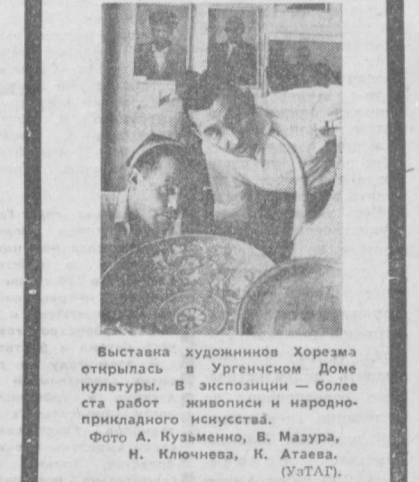 Выставка художников Хорезма
открылась в Ургенчском Доме
культуры. В экспозиции — более
ста работ живописи и народно-
прикладного искусства.
Фото А. Кузьменко, В. Мазура,
Н. Ключнева, К. Атаева.
(УзТАГ).